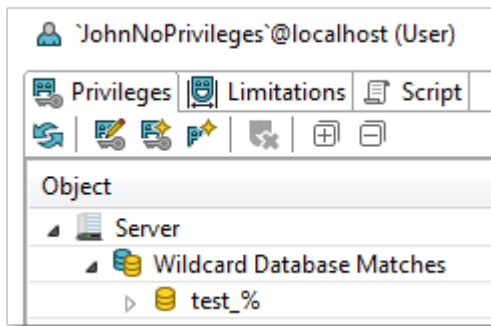 `JohnNoPrivileges`@localhost (User)
Privileges Limitations Script
Object
Server
Wildcard Database Matches
test_%